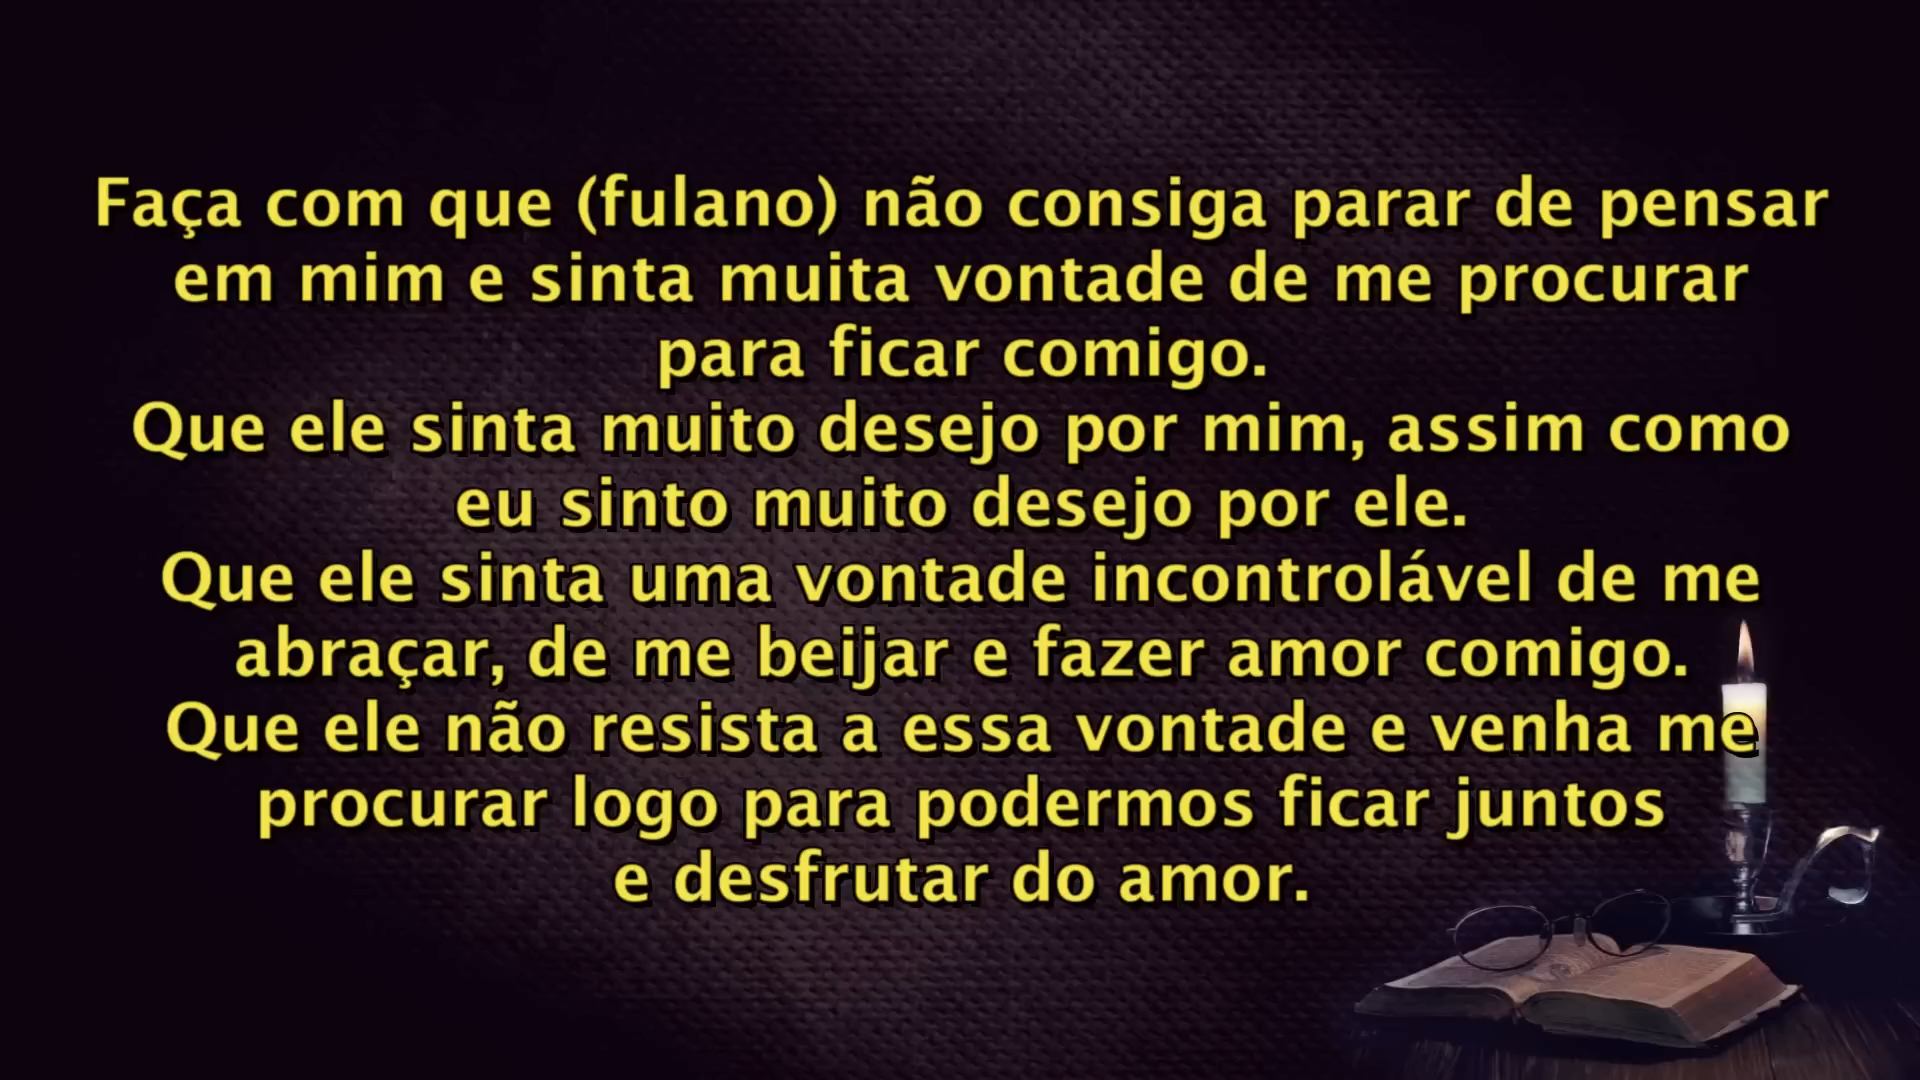 Faça com que (fulano) não consiga parar de pensar
em mim e sinta muita vontade de me procurar
para ficar comigo.
Que ele sinta muito desejo por mim, assim como
eu sinto muito desejo por ele.
Que ele sinta uma vontade incontrolável de me
abraçar, de me beijar e fazer amor comigo.
Que ele não resista a essa vontade e venha me
procurar logo para podermos ficar juntos
e desfrutar do amor.